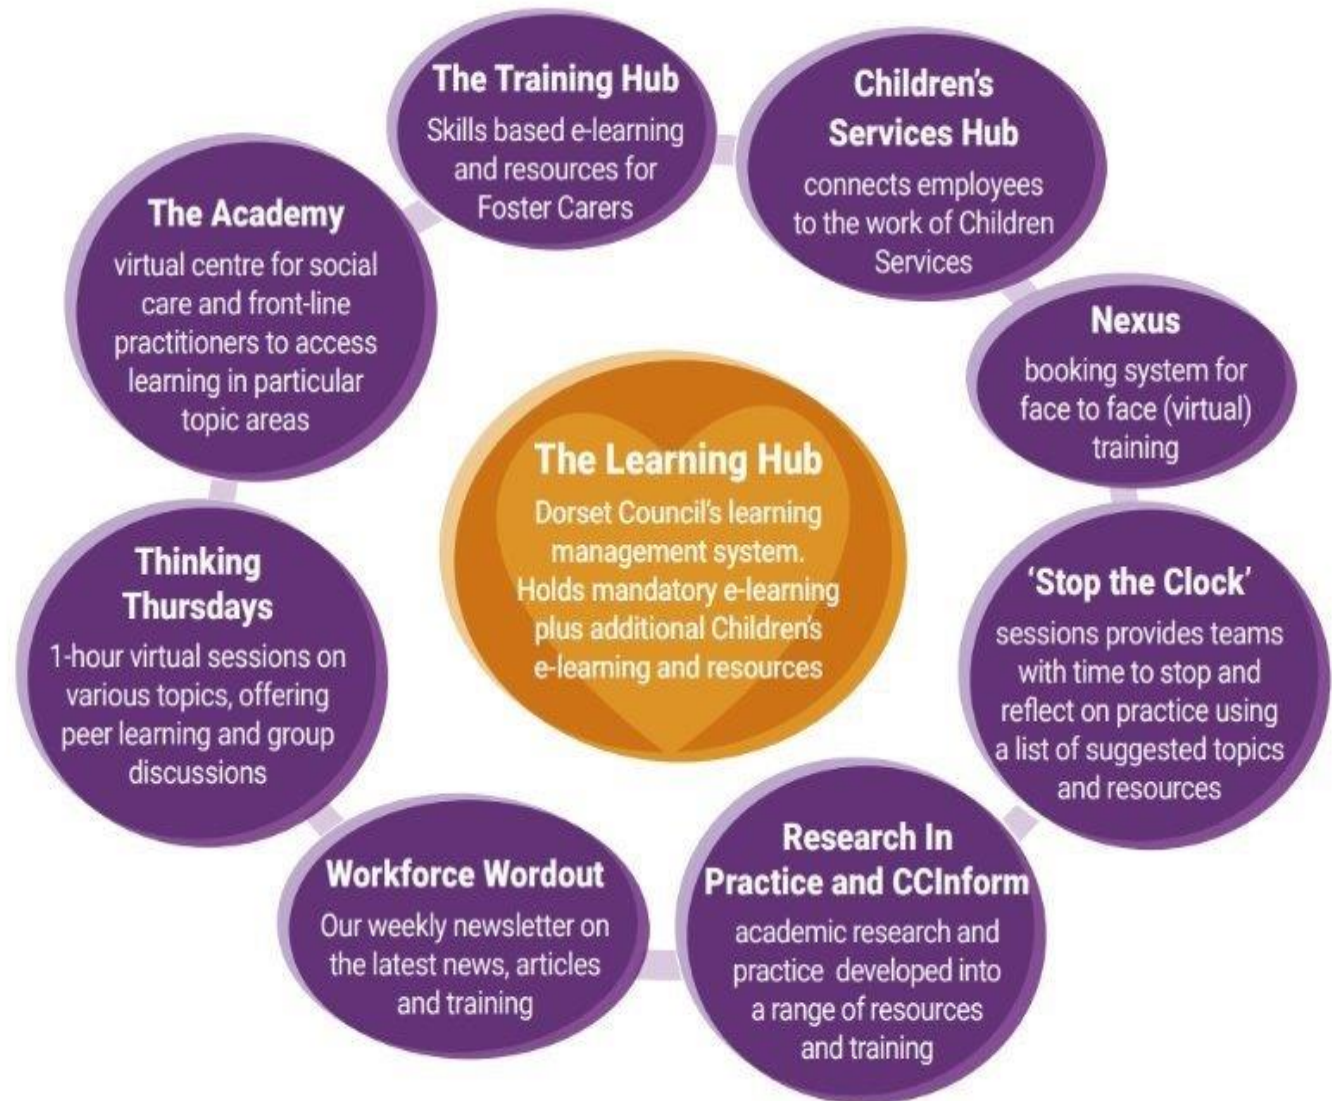 The Training Hub
Skills based e-learning
and resources for
Foster Carers
Children's
Services Hub
connects employees
to the work of Children
Services
The Academy
virtual centre for social
care and front-line
practitioners to access
learning in particular
topic areas
Nexus
booking system for
face to face (virtual)
training
The Learning Hub
Dorset Council's learning
management system.
Holds mandatory e-learning
plus additional Children's
e-learning and resources
Thinking
Thursdays
1-hour virtual sessions on
various topics, offering
peer learning and group
discussions
'Stop the Clock'
sessions provides teams
with time to stop and
reflect on practice using
a list of suggested topics
and resources
Workforce Wordout
Our weekly newsletter on
the latest news, articles
and training
Research In
Practice and CCInform
academic research and
practice developed into
a range of resources
and training